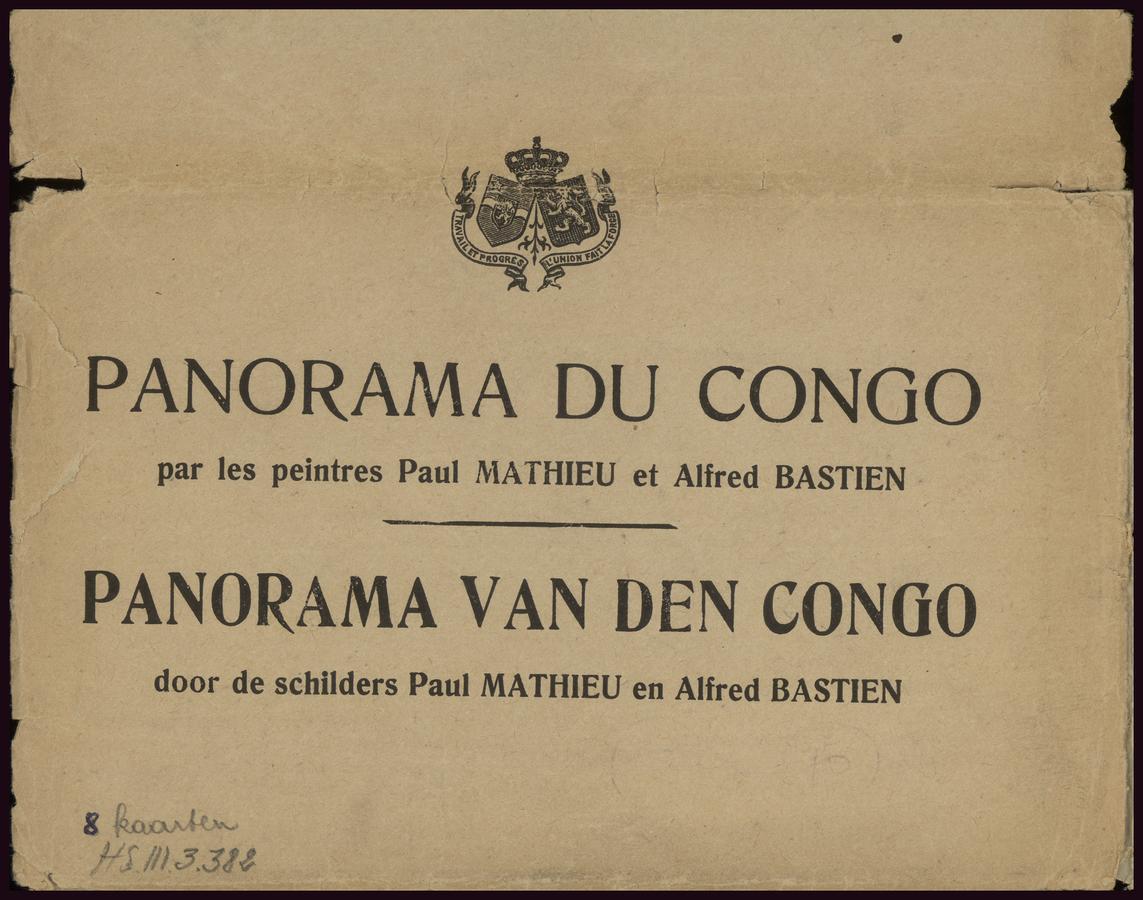 TRAVAIL ET PROGRÈS L'UNION FAIT LA FORCE
PANORAMA DU CONGO
par les peintres Paul MATHIEU et Alfred BASTIEN
PANORAMA VAN DEN CONGO
door de schilders Paul MATHIEU en Alfred BASTIEN
8 kaarten
HS.III.3.382